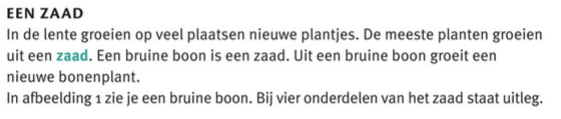 EEN ZAAD
In de lente groeien op veel plaatsen nieuwe plantjes. De meeste planten groeien
uit een zaad. Een bruine boon is een zaad. Uit een bruine boon groeit een
nieuwe bonenplant.
In afbeelding 1 zie je een bruine boon. Bij vier onderdelen van het zaad staat uitleg.